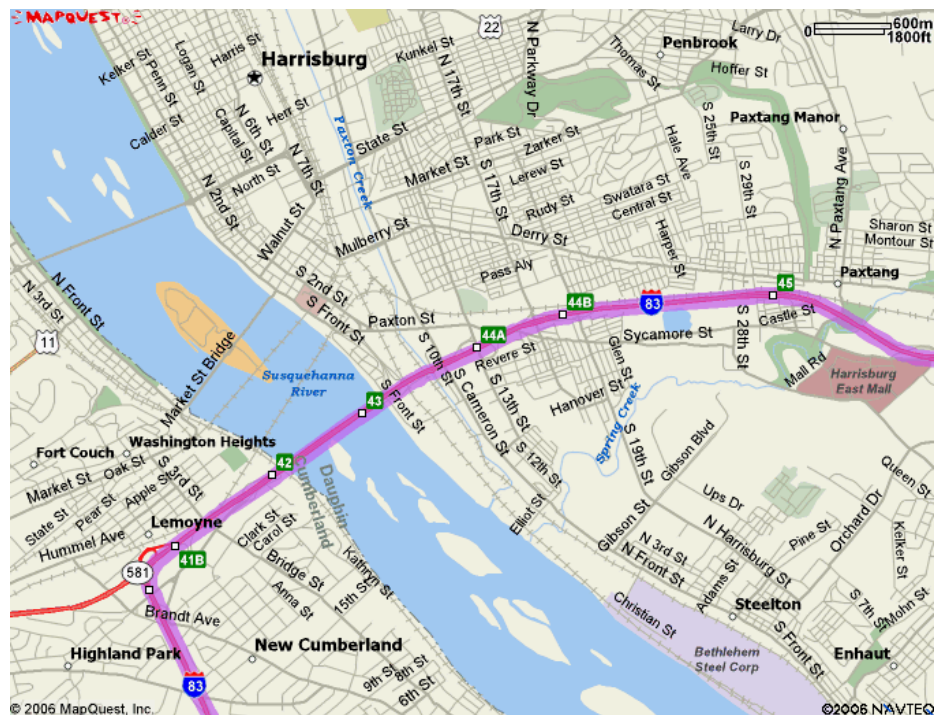 MAPQUEST
22
N Parkway Dr
Larry Dr
600m
0
1800ft
Kelker St
Penn St
Logan St
Harris St
Kunkel St
N 17th St
Thomas St
Penbrook
Hoffer St
Harrisburg
Calder St
Capital St
N 6th St
Herr St
N 7th St
Paxton Creek
State St
Park St
Zarker St
S 25th St
Paxtang Manor
Hale Ave
Market St
S 17th St
Lerew St
S 29th St
N Paxtang Ave
North St
N 2nd St
Walnut St
Swatara St
Central St
Rudy St
Mulberry St
Derry St
Harper St
Sharon St
Montour St
Pass Aly
Paxtang
N Front St
N 3rd St
S 2nd St
S Front St
45
44B
83
Paxton St
Castle St
11
44A
Sycamore St
S 28th St
Revere St
Glen St
Mall Rd
Market St Bridge
Susquehanna
River
S 10th St
Harrisburg
East Mall
S Front St
43
S Cameron St
S 13th St
Hanover St
Spring Creek
S 19th St
Gibson Blvd
Washington Heights
Fort Couch
42
S 12th St
Queen St
Market St
Oak St
S 3rd St
Cumberland
Dauphin
State St
Pear St
Apple St
Elliot St
Ups Dr
Orchard Dr
Lemoyne
Hummel Ave
Clark St
Carol St
Gibson St
N Harrisburg St
Pine St
Kelker St
41B
581
Bridge St
Kathryn St
N 3rd St
N Front St
Adams St
Anna St
15th St
Brandt Ave
Christian St
Steelton
S 7th St
Mohn St
S Front St
Highland Park
New Cumberland
Bethlehem
Steel Corp
Enhaut
9th St
8th St
6th St
83
© 2006 MapQuest, Inc.
©2006 NAVTEQ